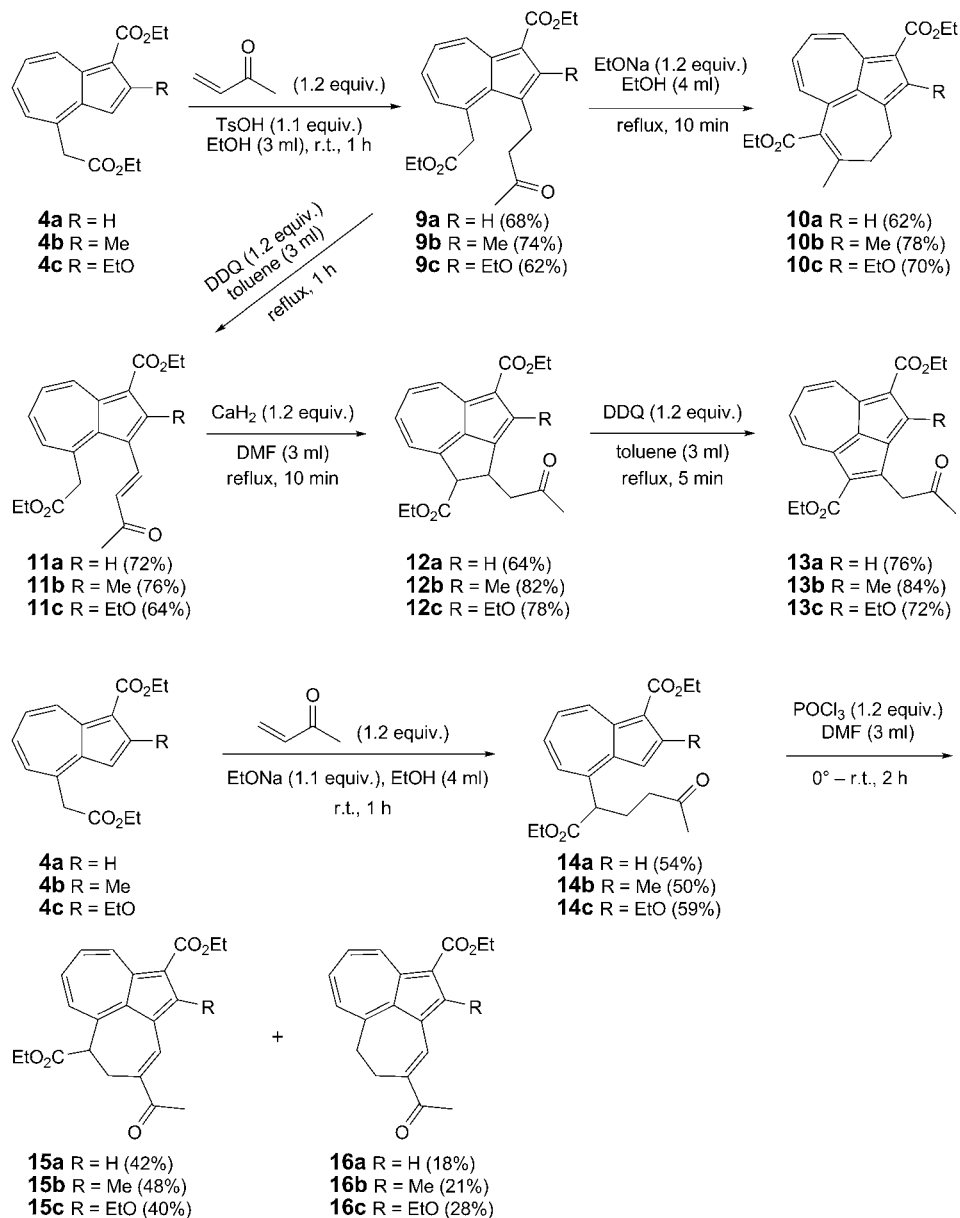 CO2Et
R
CO2Et
EtO2C
4a R = H
4b R = Me
4c R = EtO
O
(1.2 equiv.)
TsOH (1.1 equiv.)
EtOH (3 ml), r.t., 1 h
CO2Et
R
EtO2C
O
9a R = H (68%)
9b R = Me (74%)
9c R = EtO (62%)
EtONa (1.2 equiv.)
EtOH (4 ml)
reflux, 10 min
CO2Et
R
EtO2C
10a R = H (62%)
10b R = Me (78%)
10c R = EtO (70%)
DDQ (1.2 equiv.)
toluene (3 ml)
reflux, 1 h
CO2Et
R
EtO2C
O
11a R = H (72%)
11b R = Me (76%)
11c R = EtO (64%)
CaH2 (1.2 equiv.)
DMF (3 ml)
reflux, 10 min
CO2Et
R
O
EtO2C
12a R = H (64%)
12b R = Me (82%)
12c R = EtO (78%)
DDQ (1.2 equiv.)
toluene (3 ml)
reflux, 5 min
CO2Et
R
O
EtO2C
13a R = H (76%)
13b R = Me (84%)
13c R = EtO (72%)
CO2Et
R
CO2Et
4a R = H
4b R = Me
4c R = EtO
O
(1.2 equiv.)
EtONa (1.1 equiv.), EtOH (4 ml)
r.t., 1 h
CO2Et
R
O
EtO2C
14a R = H (54%)
14b R = Me (50%)
14c R = EtO (59%)
POCl3 (1.2 equiv.)
DMF (3 ml)
0° – r.t., 2 h
CO2Et
R
EtO2C
O
15a R = H (42%)
15b R = Me (48%)
15c R = EtO (40%)
+
CO2Et
R
O
16a R = H (18%)
16b R = Me (21%)
16c R = EtO (28%)